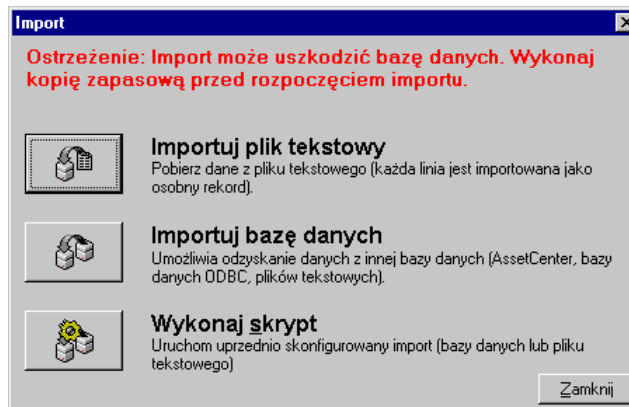 Import
Ostrzeżenie: Import może uszkodzić bazę danych. Wykonaj
kopię zapasową przed rozpoczęciem importu.
Importuj plik tekstowy
Pobierz dane z pliku tekstowego (każda linia jest importowana jako
osobny rekord).
Importuj bazę danych
Umożliwia odzyskanie danych z innej bazy danych (AssetCenter, bazy
danych ODBC, plików tekstowych).
Wykonaj skrypt
Uruchom uprzednio skonfigurowany import (bazy danych lub pliku
tekstowego)
Zamknij